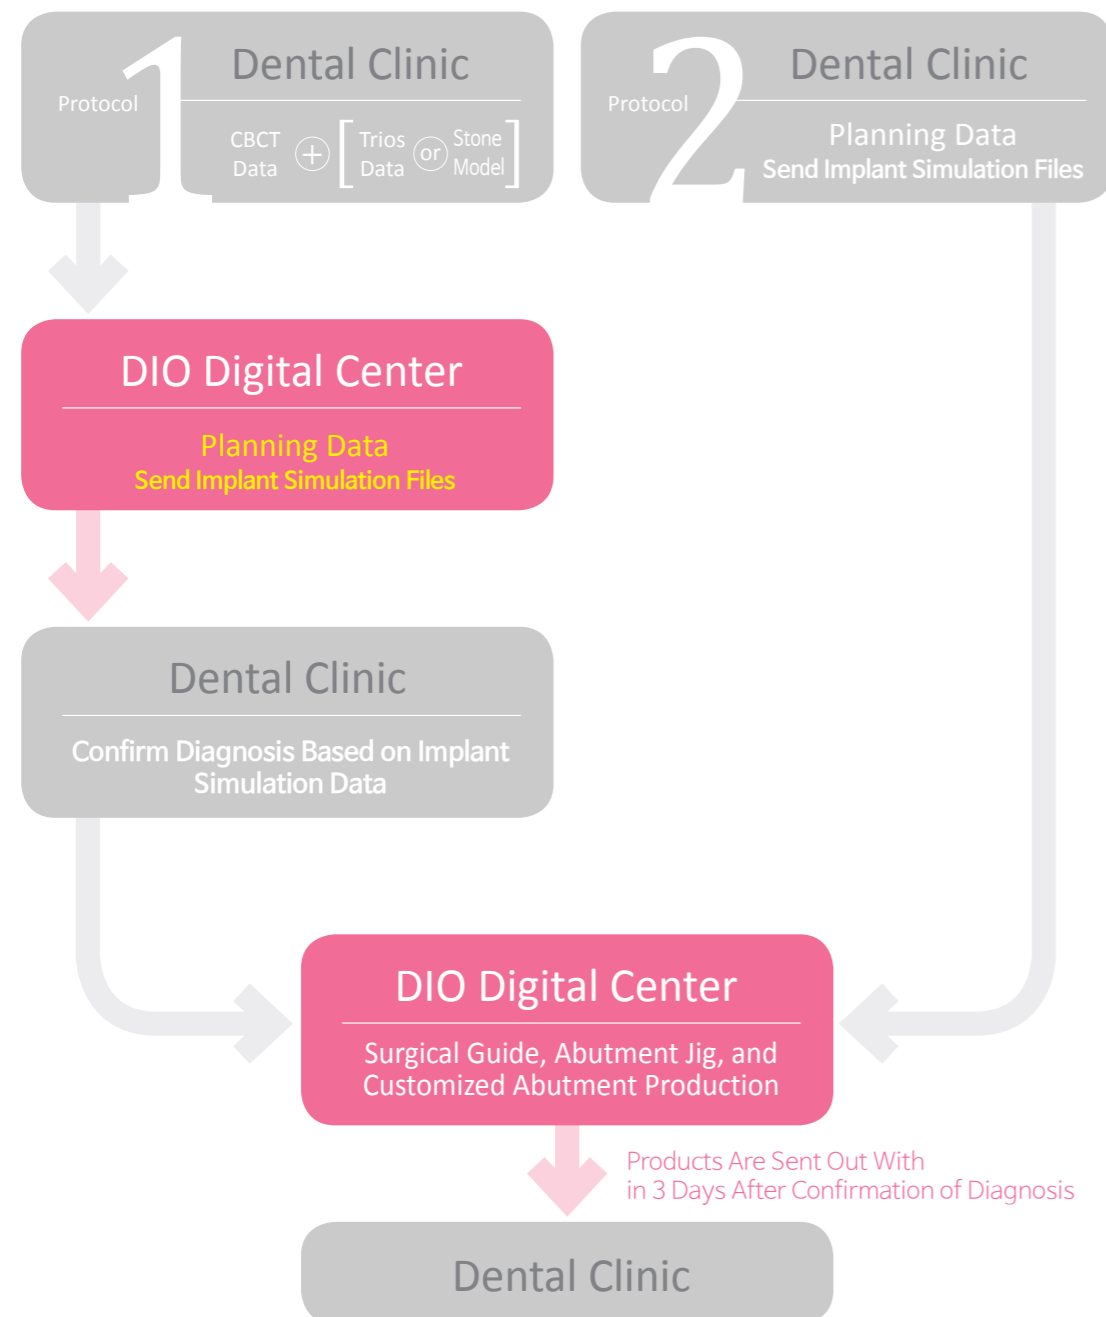 Protocol
1
Dental Clinic
CBCT
Data
+
Trios
Data
or
Stone
Model
Protocol
2
Dental Clinic
Planning Data
Send Implant Simulation Files
DIO Digital Center
Planning Data
Send Implant Simulation Files
Dental Clinic
Confirm Diagnosis Based on Implant
Simulation Data
DIO Digital Center
Surgical Guide, Abutment Jig, and
Customized Abutment Production
Products Are Sent Out With
in 3 Days After Confirmation of Diagnosis
Dental Clinic